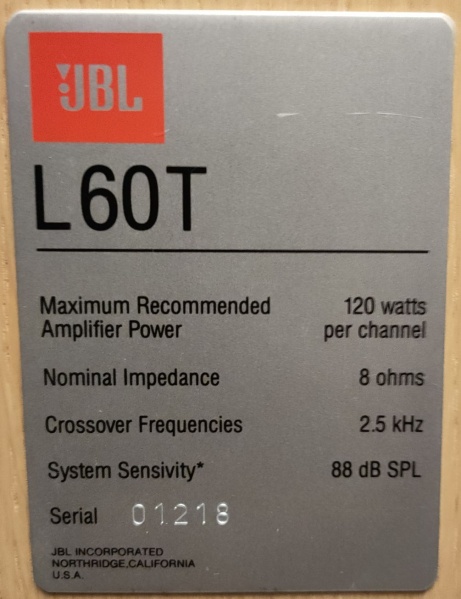 JBL
L60T
Maximum Recommended 120 watts
Amplifier Power per channel
Nominal Impedance 8 ohms
Crossover Frequencies 2.5 kHz
System Sensivity* 88 dB SPL
Serial 01218
JBL INCORPORATED
NORTHRIDGE,CALIFORNIA
U.S.A.